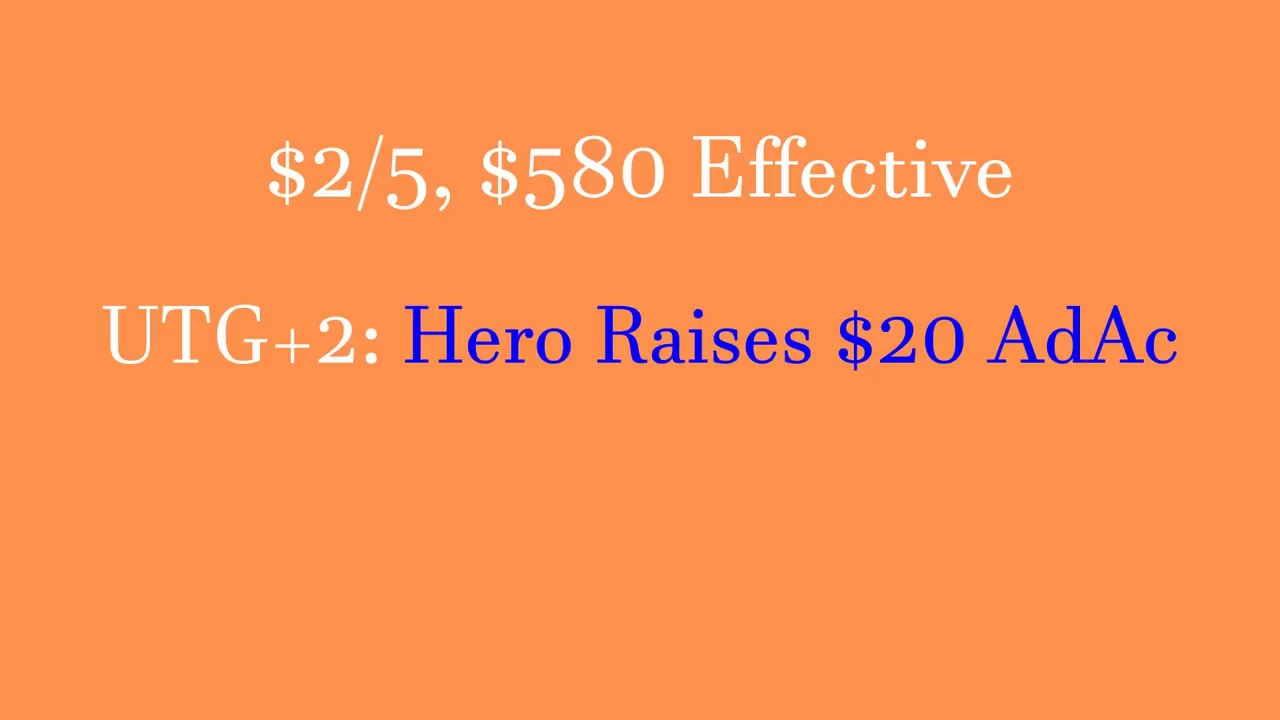 $2/5, $580 Effective
UTG+2: Hero Raises $20 AdAc